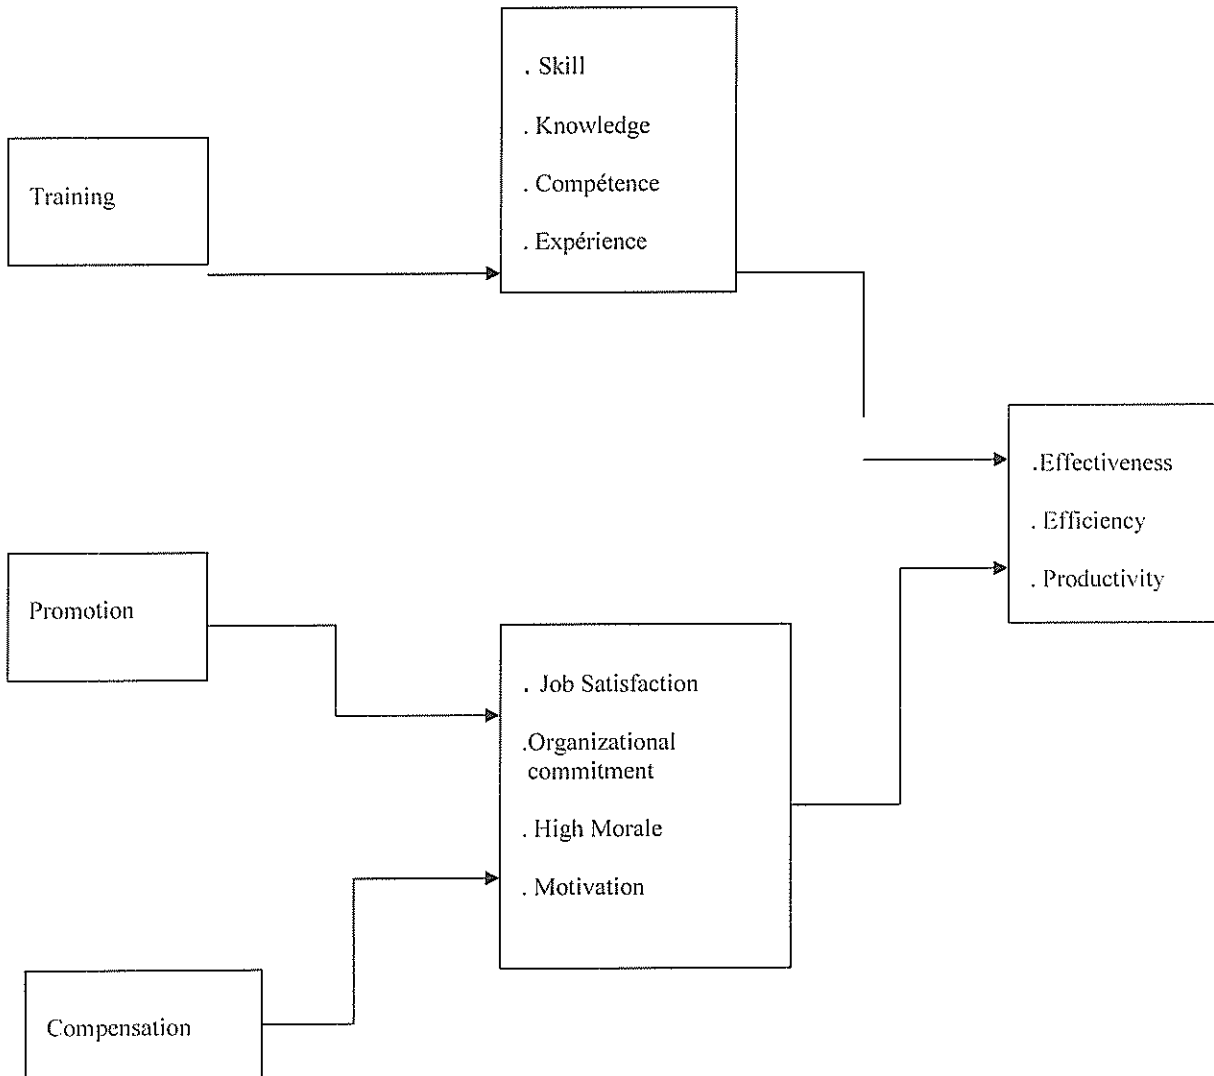 . Skill
. Knowledge
. Compétence
. Expérience
Training
.Effectiveness
. Efficiency
. Productivity
Promotion
. Job Satisfaction
.Organizational
commitment
. High Morale
. Motivation
Compensation